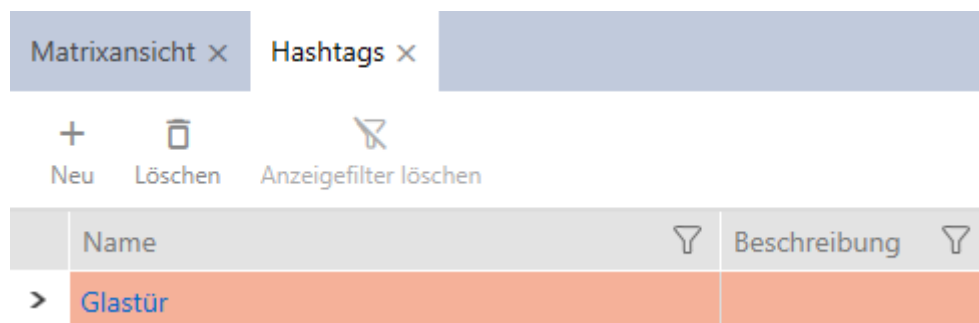 Matrixansicht × Hashtags ×
Neu Löschen Anzeigefilter löschen
Name Beschreibung
Glastür